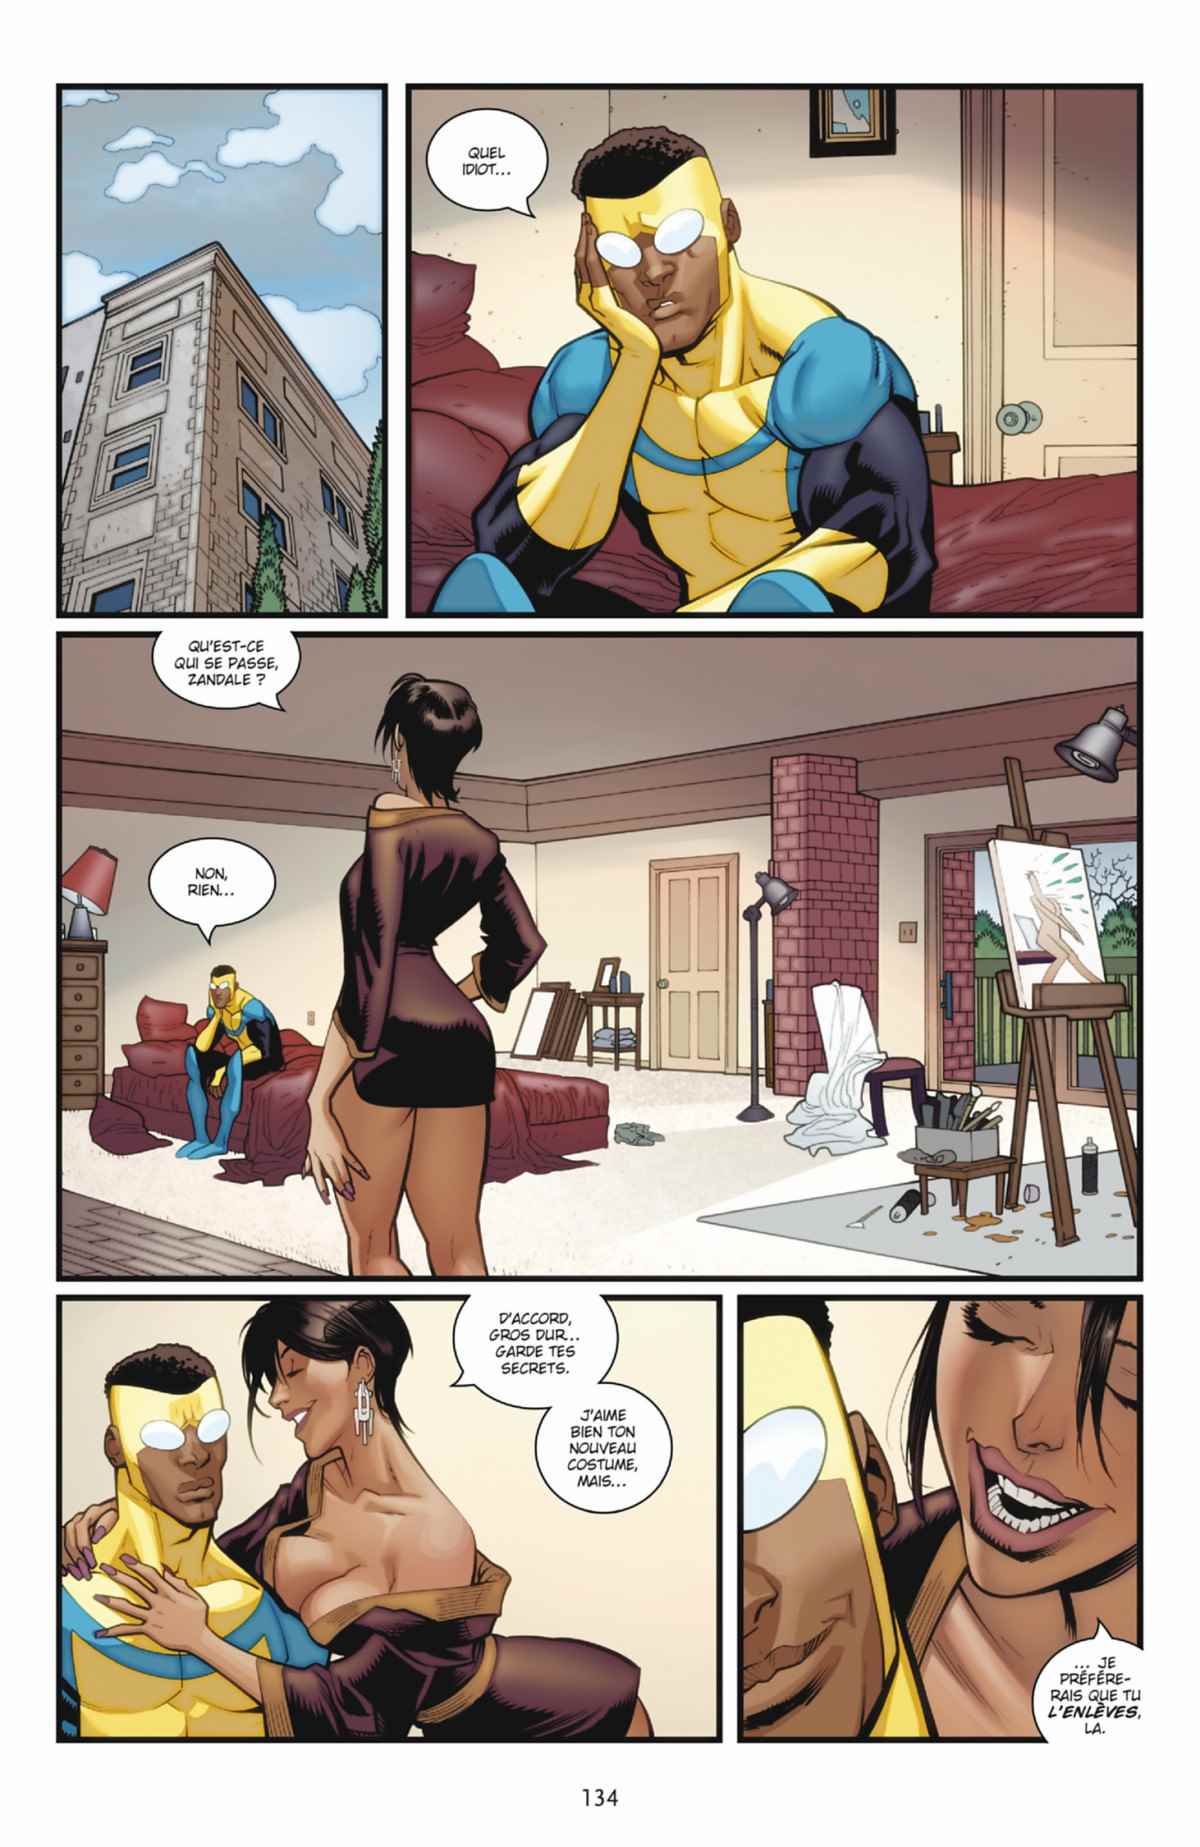 QUEL
IDIOT...
QU'EST-CE
QUI SE PASSE,
ZANDALE ?
NON,
RIEN...
D'ACCORD,
GROS DUR...
GARDE TES
SECRETS.
J'AIME
BIEN TON
NOUVEAU
COSTUME,
MAIS...
... JE
PRÉFÉRE-
RAIS QUE TU
L'ENLÈVES,
LA.
134